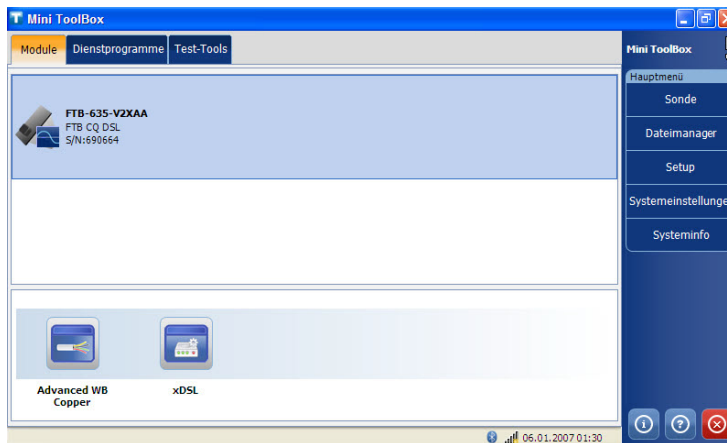 Mini ToolBox
Module
Dienstprogramme
Test-Tools
FTB-635-V2XAA
FTB CQ DSL
S/N:690664
Advanced WB
Copper
xDSL
06.01.2007 01:30
Mini ToolBox
Hauptmenü
Sonde
Dateimanager
Setup
Systemeinstellunge
Systeminfo